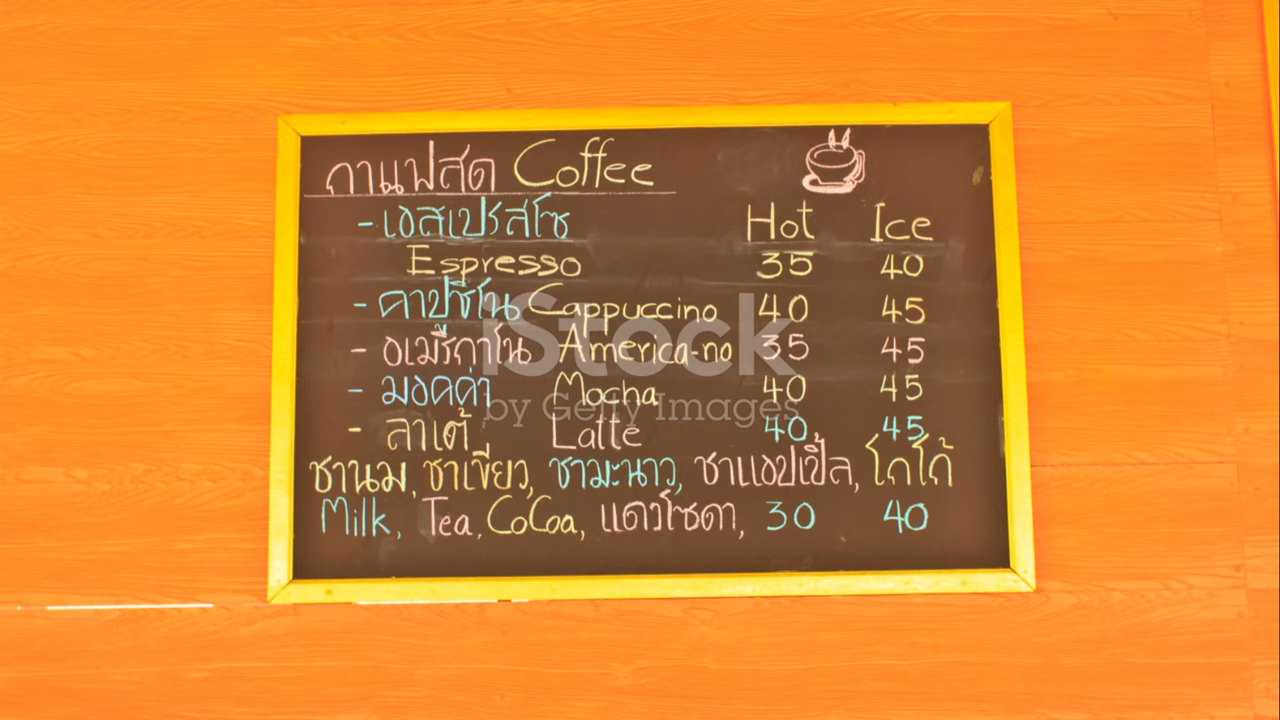 กาแฟสด Coffee
- เอสเปรสโซ Hot Ice
Espresso 35 40
- คาปูชิโน Cappuccino 40 45
- อเมริกาโน America-no 35 45
- มอคค่า Mocha 40 45
- ลาเต้ Latte 40 45
ชานม, ชาเขียว, ชามะนาว, ชาแอปเปิ้ล, โกโก้
Milk, Tea, CoCoa, แดงโซดา, 30 40
iStock
by Getty Images